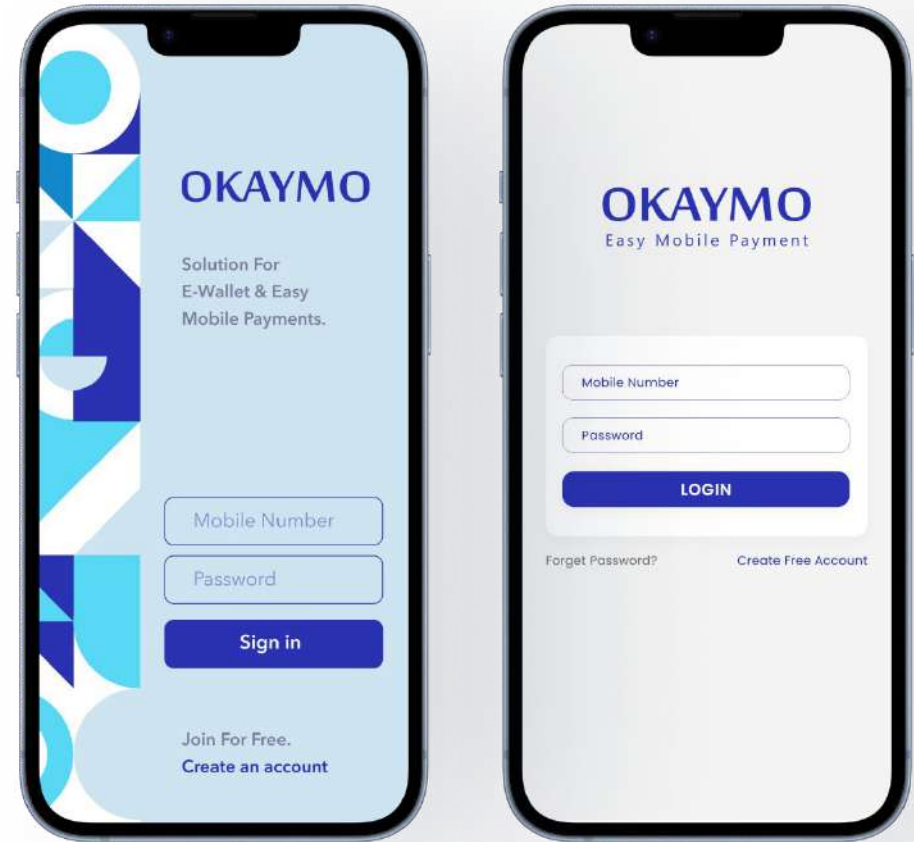 OKAYMO
Solution For
E-Wallet & Easy
Mobile Payments.
Mobile Number
Password
Sign in
Join For Free.
Create an account
OKAYMO
Easy Mobile Payment
Mobile Number
Password
LOGIN
Forget Password?
Create Free Account